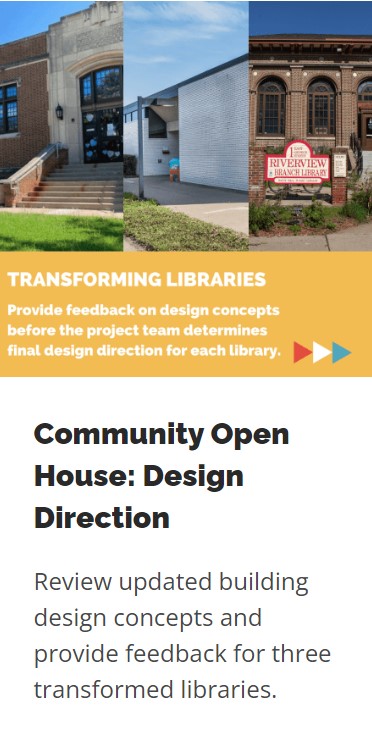 RIVERVIEW
BRANCH LIBRARY
TRANSFORMING LIBRARIES
Provide feedback on design concepts
before the project team determines
final design direction for each library.
Community Open
House: Design
Direction
Review updated building
design concepts and
provide feedback for three
transformed libraries.